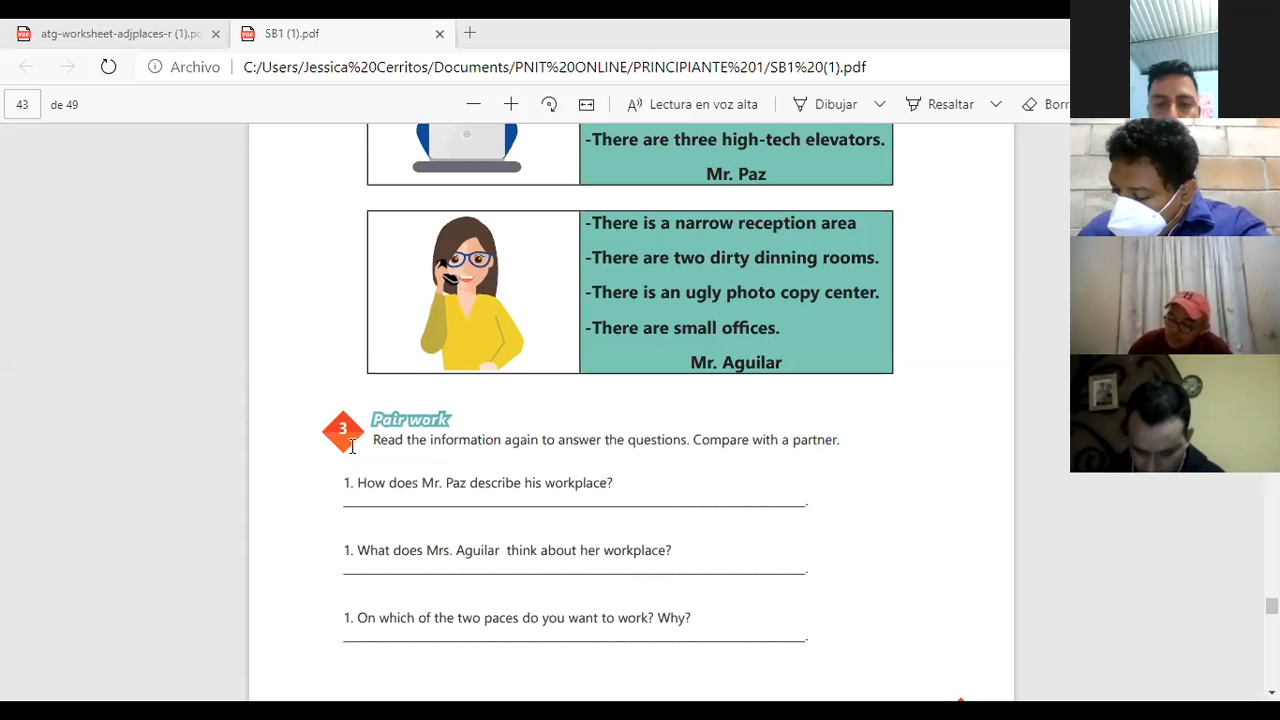 atg-worksheet-adjplaces-r (1).pd
SB1 (1).pdf
Archivo
C:/Users/Jessica%20Cerritos/Documents/PNIT%20ONLINE/PRINCIPIANTE%201/SB1%20(1).pdf
43 de 49
Lectura en voz alta
Dibujar
Resaltar
Borr
-There are three high-tech elevators.
Mr. Paz
-There is a narrow reception area
-There are two dirty dinning rooms.
-There is an ugly photo copy center.
-There are small offices.
Mr. Aguilar
3
Pair work
Read the information again to answer the questions. Compare with a partner.
1. How does Mr. Paz describe his workplace?
1. What does Mrs. Aguilar think about her workplace?
1. On which of the two paces do you want to work? Why?